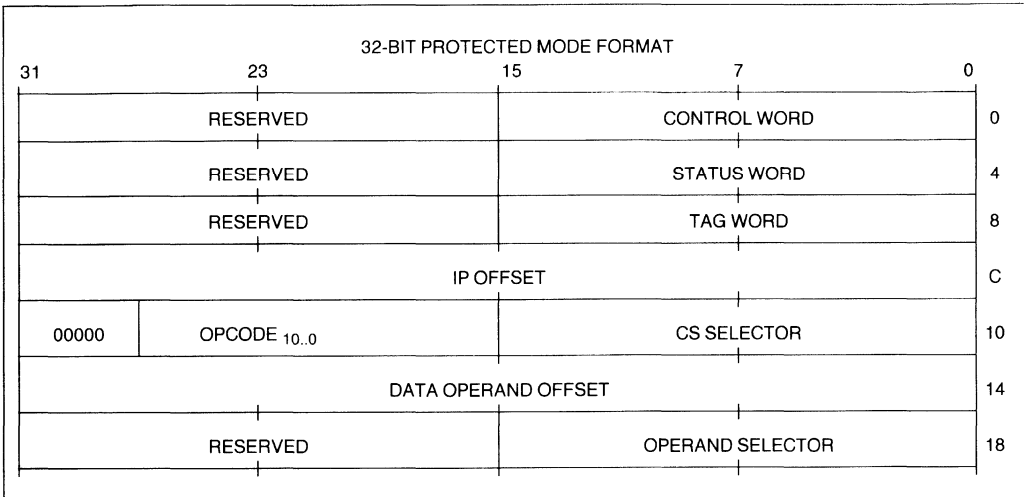 32-BIT PROTECTED MODE FORMAT
31 23 15 7 0
RESERVED CONTROL WORD 0
RESERVED STATUS WORD 4
RESERVED TAG WORD 8
IP OFFSET C
00000 OPCODE 10..0 CS SELECTOR 10
DATA OPERAND OFFSET 14
RESERVED OPERAND SELECTOR 18